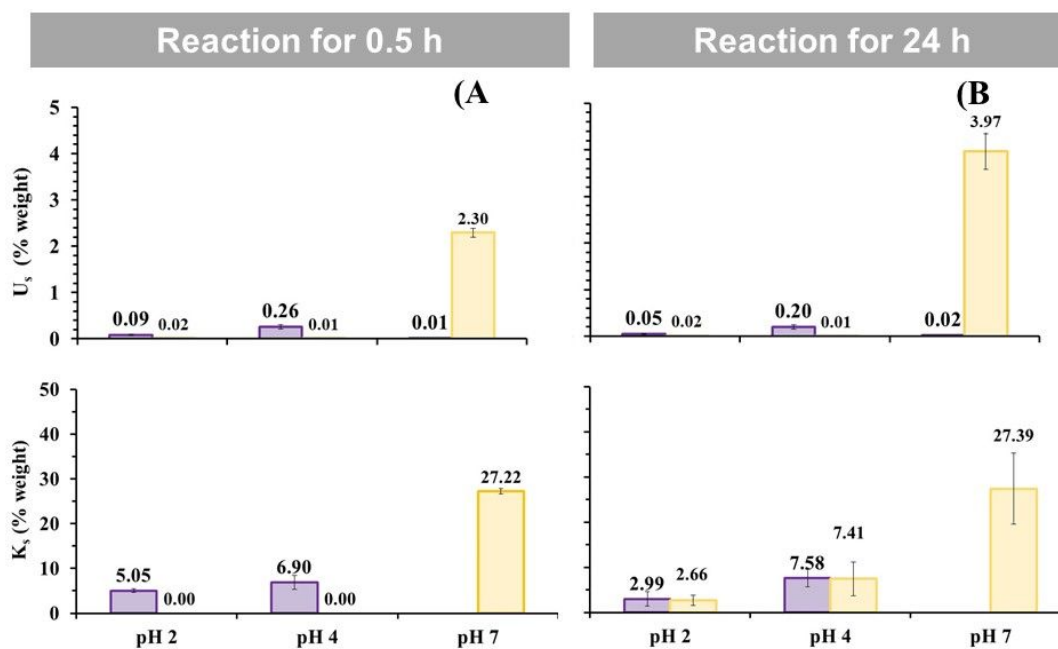 Reaction for 0.5 h
Reaction for 24 h
(A
(B
U_s (% weight)
5
4
3
2
1
0
0.09
0.02
0.26
0.01
0.01
2.30
0.05
0.02
0.20
0.01
0.02
3.97
K_s (% weight)
50
40
30
20
10
0
5.05
0.00
6.90
0.00
27.22
2.99
2.66
7.58
7.41
27.39
pH 2
pH 4
pH 7
pH 2
pH 4
pH 7